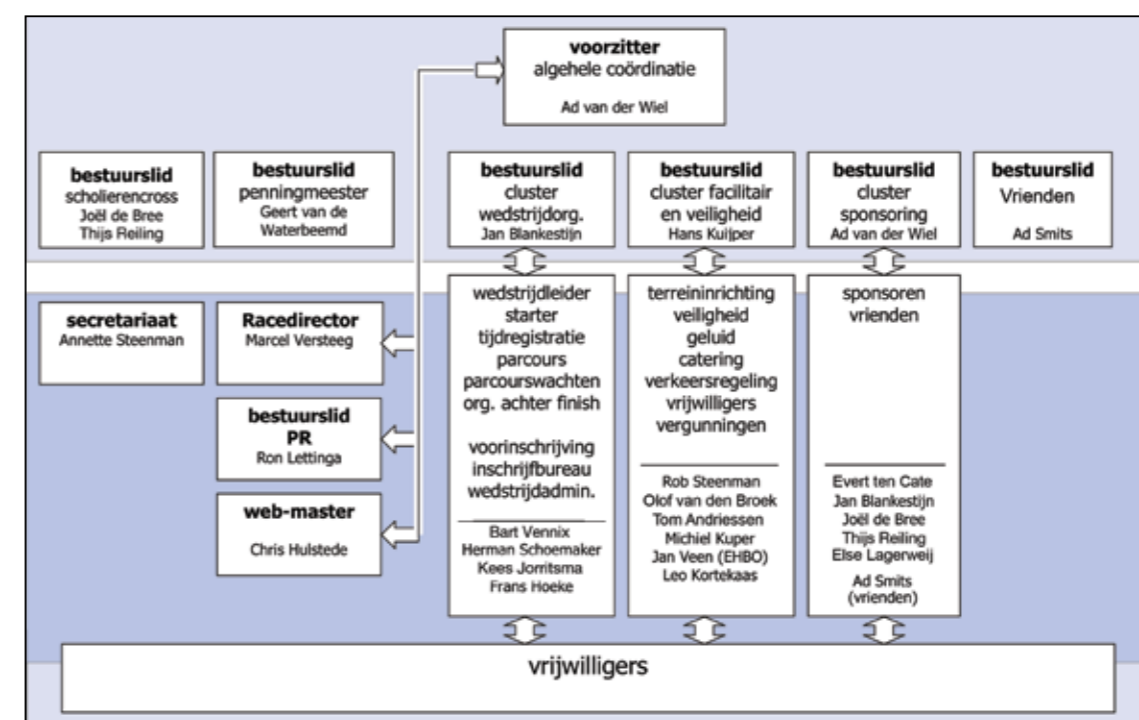 voorzitter
algehele coördinatie
Ad van der Wiel
bestuurslid
scholierencross
Joël de Bree
Thijs Reiling
bestuurslid
penningmeester
Geert van de
Waterbeemd
bestuurslid
cluster
wedstrijdorg.
Jan Blankestijn
bestuurslid
cluster facilitair
en veiligheid
Hans Kuijper
bestuurslid
cluster
sponsoring
Ad van der Wiel
bestuurslid
Vrienden
Ad Smits
secretariaat
Annette Steenman
Racedirector
Marcel Versteeg
bestuurslid
PR
Ron Lettinga
web-master
Chris Hulstede
wedstrijdleider
starter
tijdregistratie
parcours
parcourswachten
org. achter finish
voorinschrijving
inschrijfbureau
wedstrijdadmin.
Bart Vennix
Herman Schoemaker
Kees Jorritsma
Frans Hoeke
terreininrichting
veiligheid
geluid
catering
verkeersregeling
vrijwilligers
vergunningen
Rob Steenman
Olof van den Broek
Tom Andriessen
Michiel Kuper
Jan Veen (EHBO)
Leo Kortekaas
sponsoren
vrienden
Evert ten Cate
Jan Blankestijn
Joël de Bree
Thijs Reiling
Else Lagerweij
Ad Smits
(vrienden)
vrijwilligers